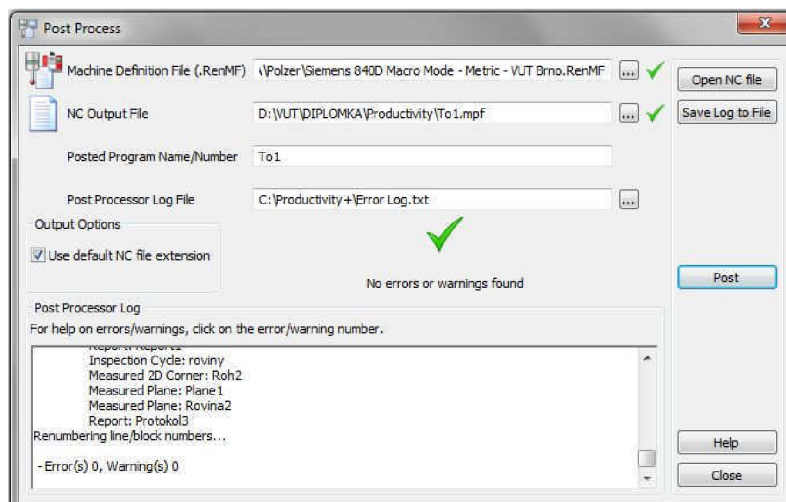 Post Process
Machine Definition File (.RenMF)
\Polzer\Siemens 840D Macro Mode - Metric - VUT Brno.RenMF
...
Open NC file
NC Output File
D:\VUT\DIPLOMKA\Productivity\To1.mpf
...
Save Log to File
Posted Program Name/Number
To1
Post Processor Log File
C:\Productivity+\Error Log.txt
...
Output Options
Use default NC file extension
No errors or warnings found
Post
Post Processor Log
For help on errors/warnings, click on the error/warning number.
Report: Report1
Inspection Cycle: roviny
Measured 2D Corner: Roh2
Measured Plane: Plane1
Measured Plane: Rovina2
Report: Protokol3
Renumbering line/block numbers...
- Error(s) 0, Warning(s) 0
Help
Close